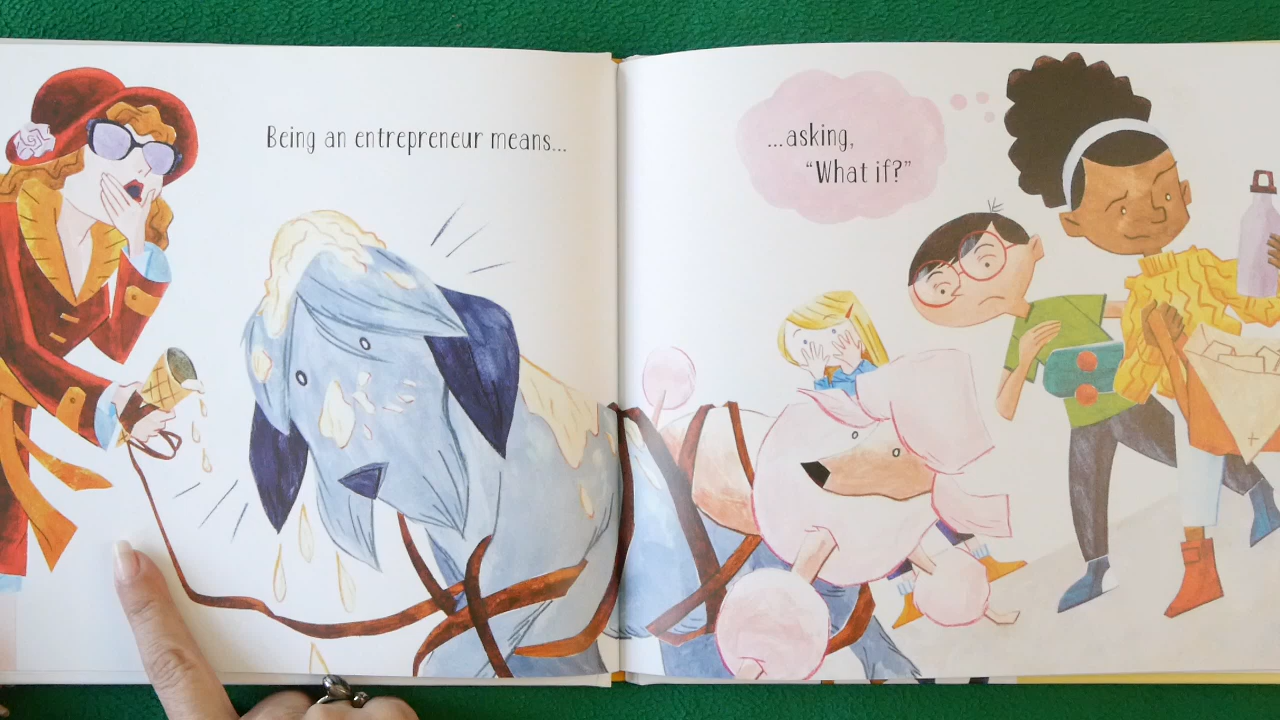 Being an entrepreneur means...
...asking,
“What if?”